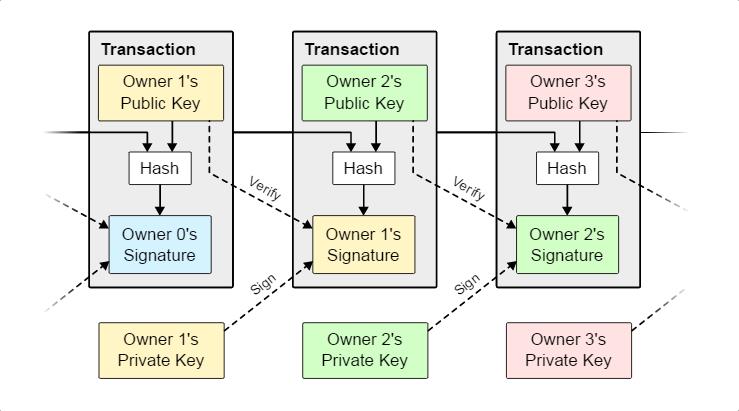 Transaction
Owner 1's
Public Key
Hash
Owner 0's
Signature
Transaction
Owner 2's
Public Key
Hash
Owner 1's
Signature
Transaction
Owner 3's
Public Key
Hash
Owner 2's
Signature
Verify
Verify
Sign
Sign
Owner 1's
Private Key
Owner 2's
Private Key
Owner 3's
Private Key